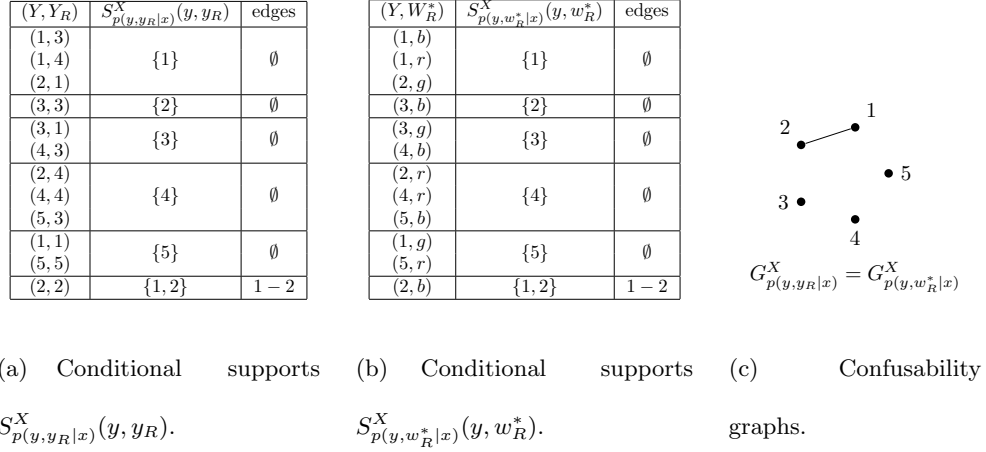 (Y, Y_R) S^X_{p(y,y_R|x)}(y, y_R) edges
(1, 3)
(1, 4) {1} ∅
(2, 1)
(3, 3) {2} ∅
(3, 1)
{3} ∅
(4, 3)
(2, 4)
(4, 4) {4} ∅
(5, 3)
(1, 1)
{5} ∅
(5, 5)
(2, 2) {1, 2} 1 − 2
(Y, W^*_R) S^X_{p(y,w^*_R|x)}(y, w^*_R) edges
(1, b)
(1, r) {1} ∅
(2, g)
(3, b) {2} ∅
(3, g)
{3} ∅
(4, b)
(2, r)
(4, r) {4} ∅
(5, b)
(1, g)
{5} ∅
(5, r)
(2, b) {1, 2} 1 − 2
1
2
5
3
4
G^X_{p(y,y_R|x)} = G^X_{p(y,w^*_R|x)}
(a) Conditional supports
S^X_{p(y,y_R|x)}(y, y_R).
(b) Conditional supports
S^X_{p(y,w^*_R|x)}(y, w^*_R).
(c) Confusability
graphs.